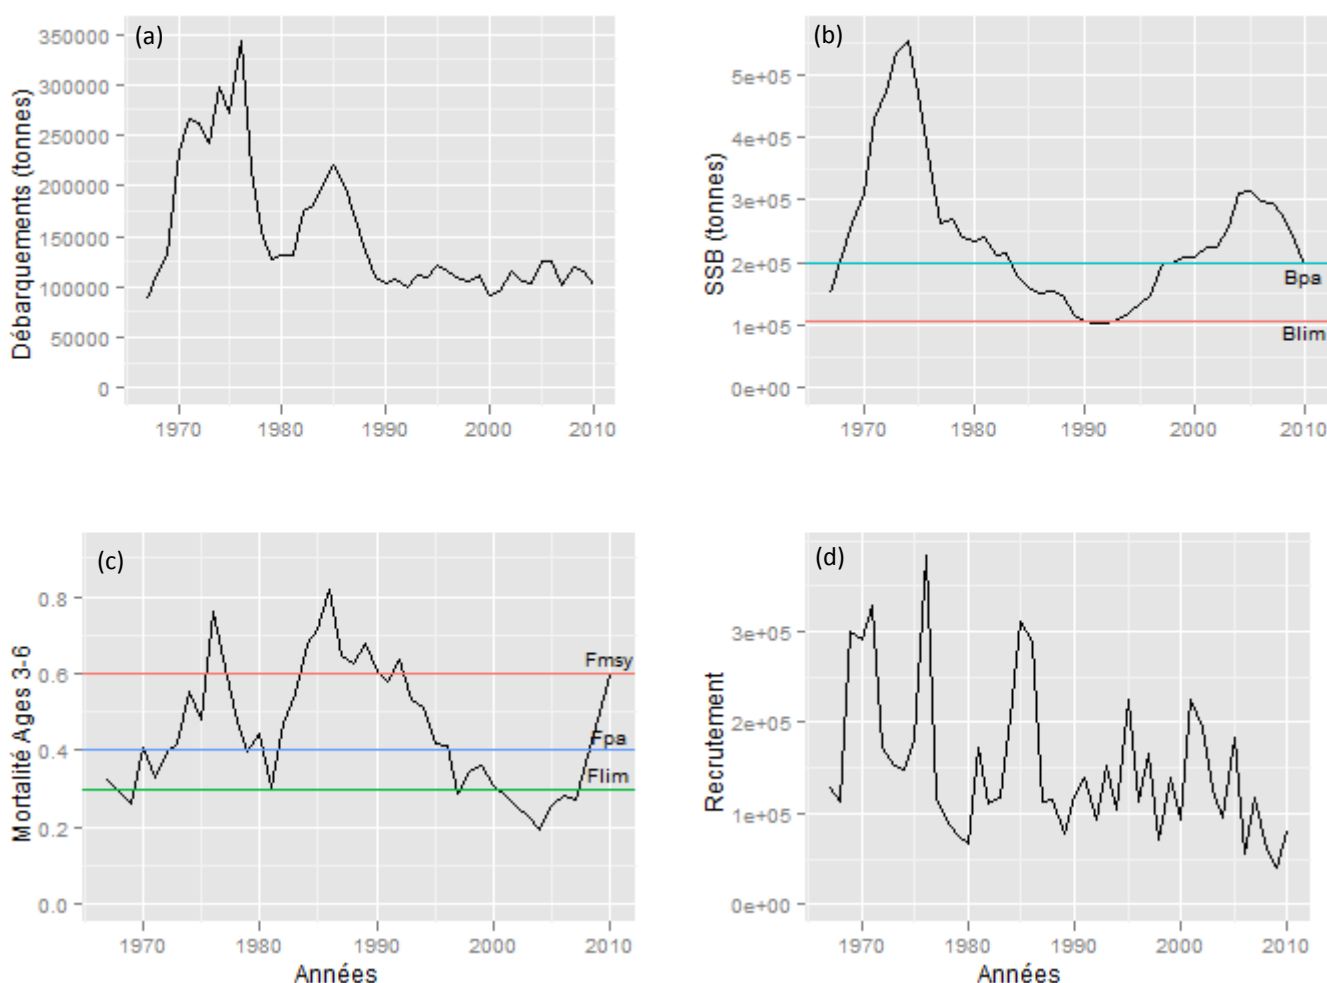 (a)
Débarquements (tonnes)
350000
300000
250000
200000
150000
100000
50000
0
1970 1980 1990 2000 2010
(b)
SSB (tonnes)
5e+05
4e+05
3e+05
2e+05
1e+05
0e+00
Bpa
Blim
1970 1980 1990 2000 2010
(c)
Mortalité Ages 3-6
0.8
0.6
0.4
0.2
0.0
Fmsy
Fpa
Flim
1970 1980 1990 2000 2010
Années
(d)
Recrutement
3e+05
2e+05
1e+05
0e+00
1970 1980 1990 2000 2010
Années